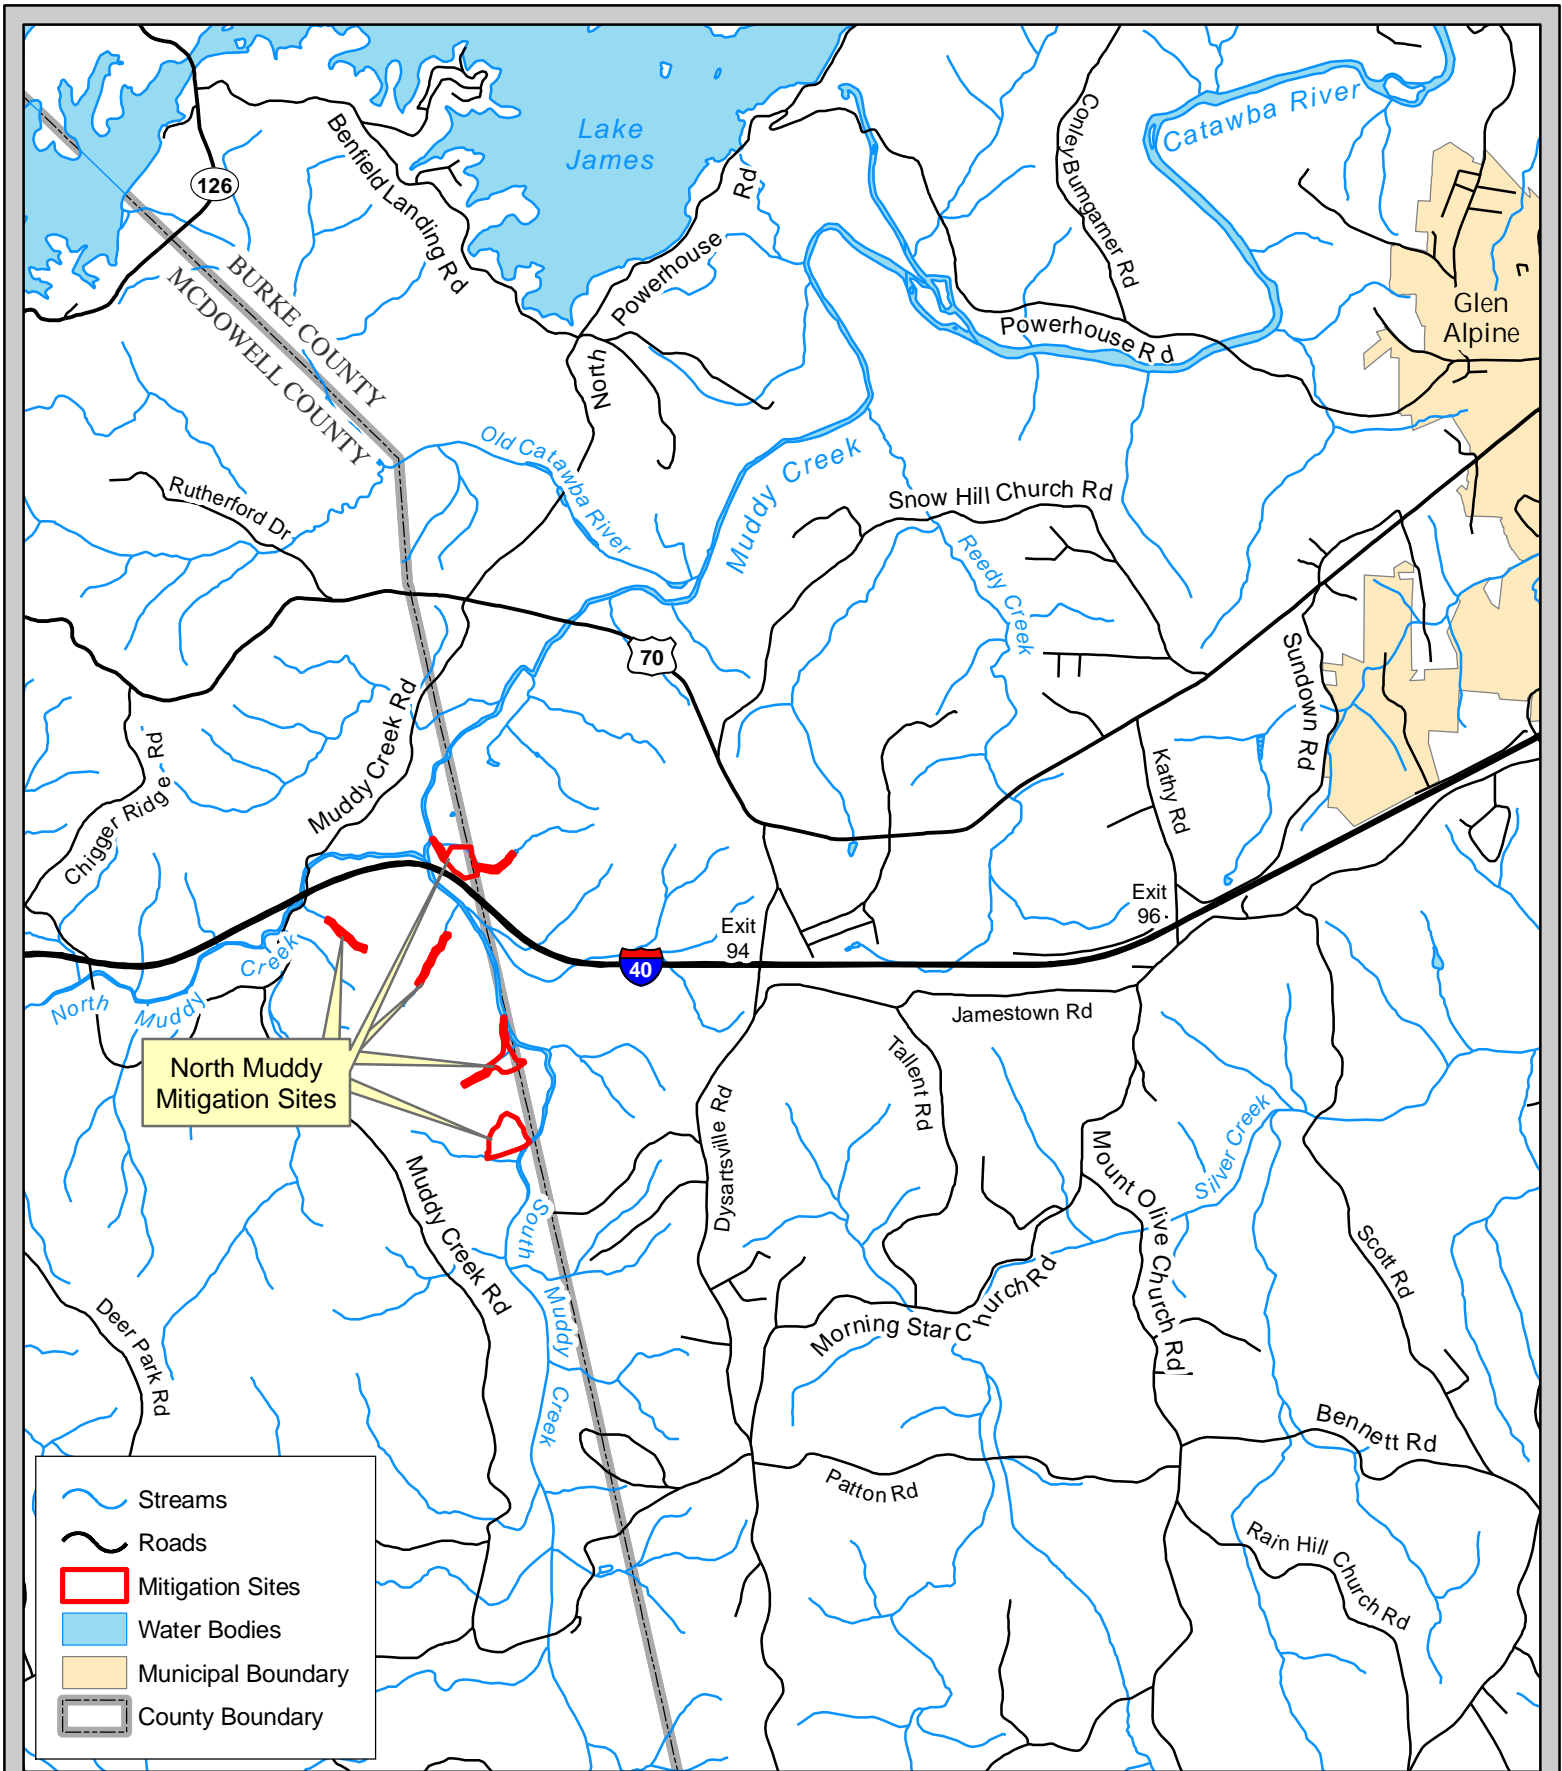 Catawba River
Lake
James
Conley Bumgarner Rd
Benfield Landing Rd
126
Powerhouse Rd
BURKE COUNTY
MCDOWELL COUNTY
Glen
Alpine
Powerhouse Rd
North
Old Catawba River
Muddy Creek
Rutherford Dr
Snow Hill Church Rd
Reedy Creek
70
Sundown Rd
Muddy Creek Rd
Chigger Ridge Rd
Kathy Rd
Exit
96
Exit
94
40
North Muddy Creek
Jamestown Rd
Tallent Rd
North Muddy
Mitigation Sites
Dysartsville Rd
Silver Creek
Mount Olive Church Rd
Muddy Creek Rd
South Muddy Creek
Scott Rd
Morning Star Church Rd
Deer Park Rd
Bennett Rd
Patton Rd
Rain Hill Church Rd
Streams
Roads
Mitigation Sites
Water Bodies
Municipal Boundary
County Boundary